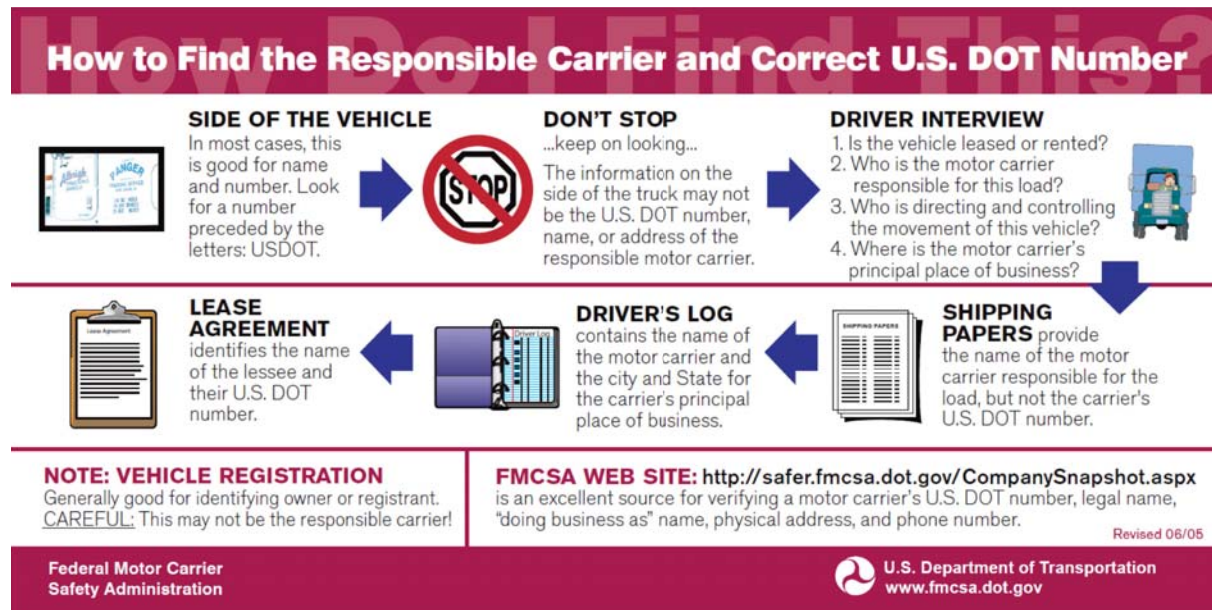 How Do I Find This?
How to Find the Responsible Carrier and Correct U.S. DOT Number
SIDE OF THE VEHICLE
In most cases, this
is good for name
and number. Look
for a number
preceded by the
letters: USDOT.
STOP
DON'T STOP
...keep on looking...
The information on the
side of the truck may not
be the U.S. DOT number,
name, or address of the
responsible motor carrier.
DRIVER INTERVIEW
1. Is the vehicle leased or rented?
2. Who is the motor carrier
responsible for this load?
3. Who is directing and controlling
the movement of this vehicle?
4. Where is the motor carrier's
principal place of business?
Lease Agreement
LEASE
AGREEMENT
identifies the name
of the lessee and
their U.S. DOT
number.
Driver Log
DRIVER'S LOG
contains the name of
the motor carrier and
the city and State for
the carrier's principal
place of business.
SHIPPING PAPERS
SHIPPING
PAPERS provide
the name of the motor
carrier responsible for the
load, but not the carrier's
U.S. DOT number.
NOTE: VEHICLE REGISTRATION
Generally good for identifying owner or registrant.
CAREFUL: This may not be the responsible carrier!
FMCSA WEB SITE: http://safer.fmcsa.dot.gov/CompanySnapshot.aspx
is an excellent source for verifying a motor carrier's U.S. DOT number, legal name,
"doing business as" name, physical address, and phone number.
Revised 06/05
Federal Motor Carrier
Safety Administration
U.S. Department of Transportation
www.fmcsa.dot.gov